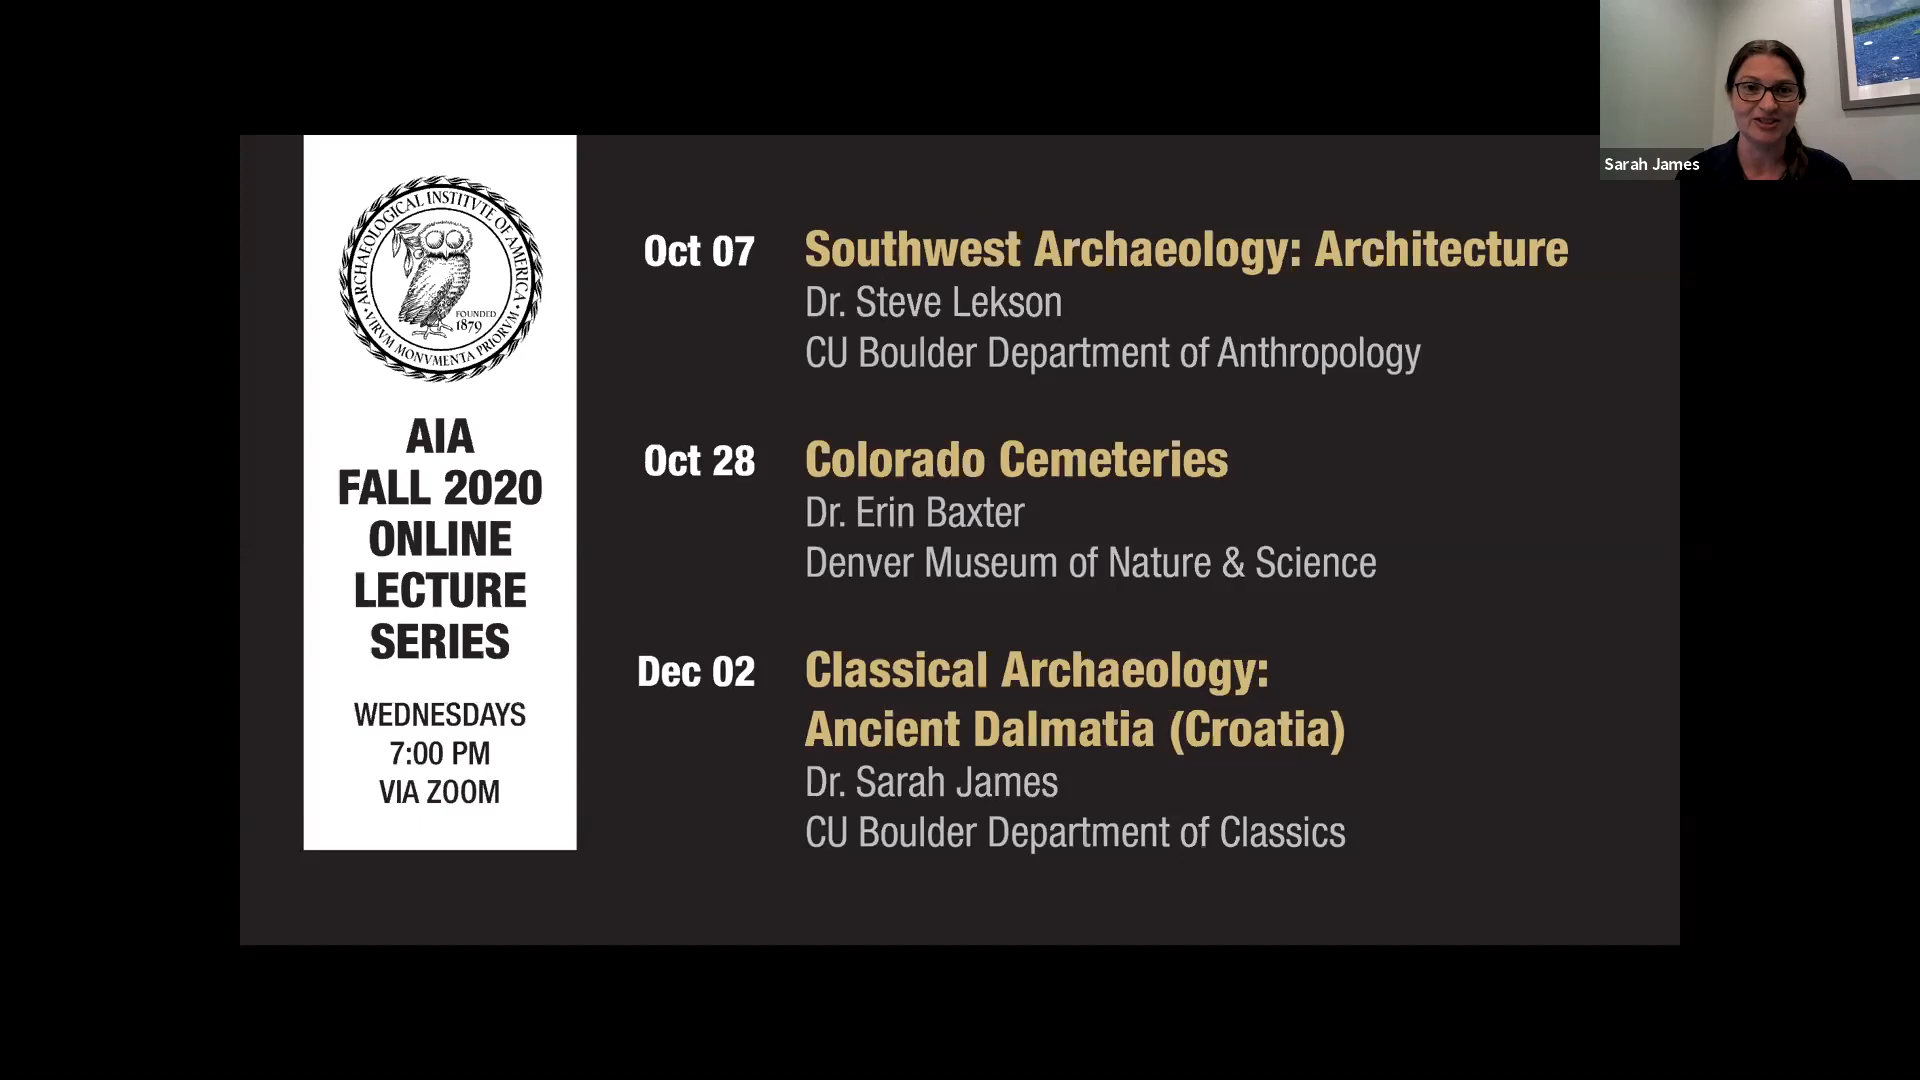 ARCHAEOLOGICAL INSTITVTE OF AMERICA
VIRVM MONVMENTA PRIORVM
FOUNDED
1879
AIA
FALL 2020
ONLINE
LECTURE
SERIES
WEDNESDAYS
7:00 PM
VIA ZOOM
Oct 07
Southwest Archaeology: Architecture
Dr. Steve Lekson
CU Boulder Department of Anthropology
Oct 28
Colorado Cemeteries
Dr. Erin Baxter
Denver Museum of Nature & Science
Dec 02
Classical Archaeology:
Ancient Dalmatia (Croatia)
Dr. Sarah James
CU Boulder Department of Classics
Sarah James